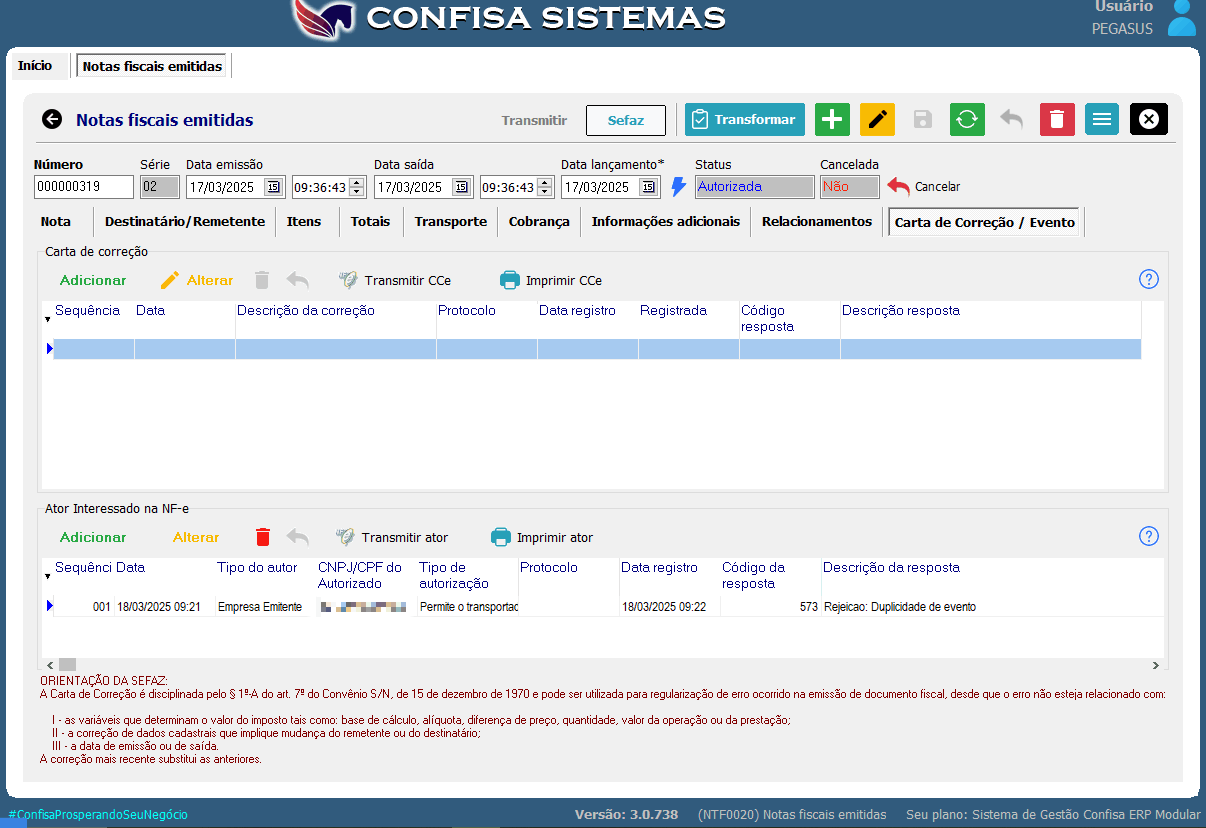 CONFISA SISTEMAS
Usuário
PEGASUS
Início
Notas fiscais emitidas
Notas fiscais emitidas
Transmitir
Sefaz
Transformar
Número
Série
Data emissão
Data saída
Data lançamento*
Status
Cancelada
000000319
02
17/03/2025
15
09:36:43
17/03/2025
15
09:36:43
17/03/2025
15
Autorizada
Não
Cancelar
Nota
Destinatário/Remetente
Itens
Totais
Transporte
Cobrança
Informações adicionais
Relacionamentos
Carta de Correção / Evento
Carta de correção
Adicionar
Alterar
Transmitir CCe
Imprimir CCe
?
Sequência
Data
Descrição da correção
Protocolo
Data registro
Registrada
Código
resposta
Descrição resposta
Ator Interessado na NF-e
Adicionar
Alterar
Transmitir ator
Imprimir ator
?
Sequênci
Data
Tipo do autor
CNPJ/CPF do
Autorizado
Tipo de
autorização
Protocolo
Data registro
Código da
resposta
Descrição da resposta
001
18/03/2025 09:21
Empresa Emitente
Permite o transportac
18/03/2025 09:22
573
Rejeicao: Duplicidade de evento
ORIENTAÇÃO DA SEFAZ:
A Carta de Correção é disciplinada pelo § 1º-A do art. 7º do Convênio S/N, de 15 de dezembro de 1970 e pode ser utilizada para regularização de erro ocorrido na emissão de documento fiscal, desde que o erro não esteja relacionado com:
I - as variáveis que determinam o valor do imposto tais como: base de cálculo, alíquota, diferença de preço, quantidade, valor da operação ou da prestação;
II - a correção de dados cadastrais que implique mudança do remetente ou do destinatário;
III - a data de emissão ou de saída.
A correção mais recente substitui as anteriores.
#ConfisaProsperandoSeuNegócio
Versão: 3.0.738
(NTF0020) Notas fiscais emitidas
Seu plano: Sistema de Gestão Confisa ERP Modular